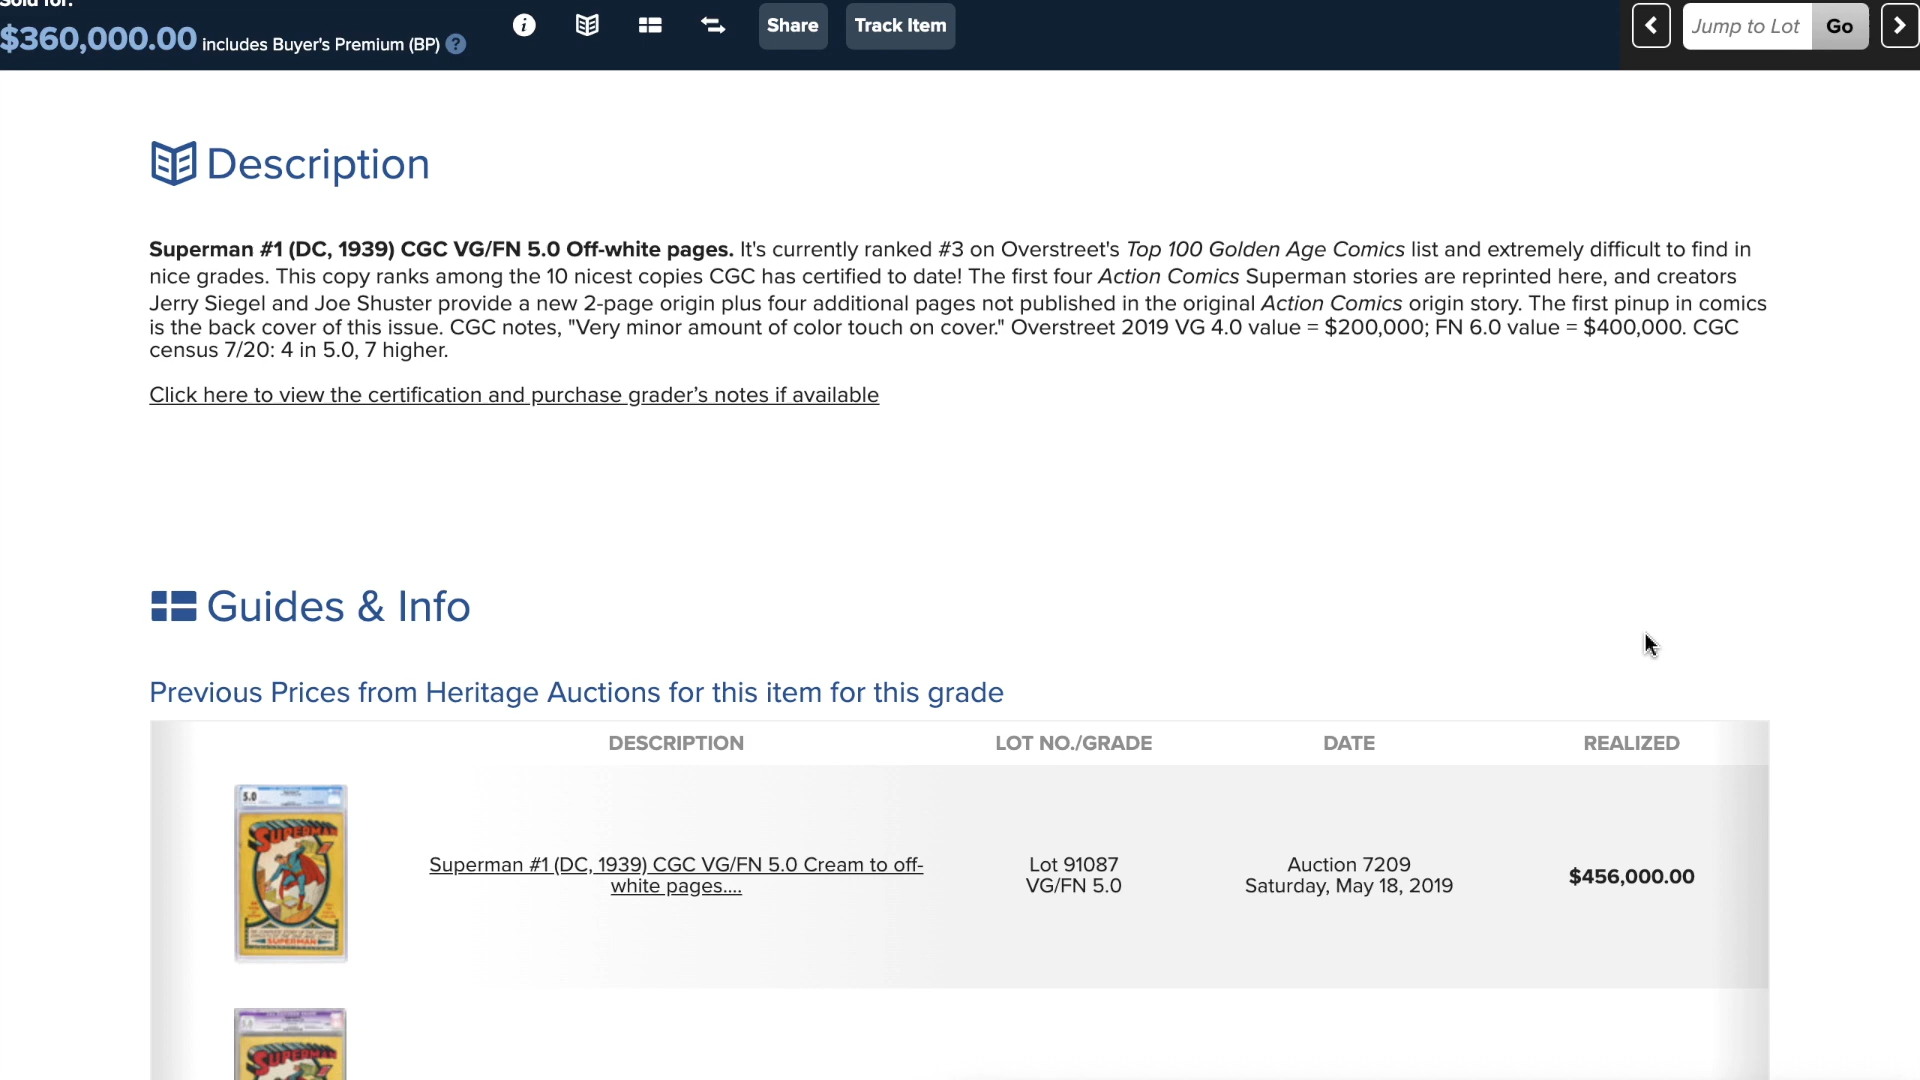 Sold for:
$360,000.00 includes Buyer's Premium (BP) ?
Share
Track Item
Jump to Lot
Go
Description
Superman #1 (DC, 1939) CGC VG/FN 5.0 Off-white pages. It's currently ranked #3 on Overstreet's Top 100 Golden Age Comics list and extremely difficult to find in
nice grades. This copy ranks among the 10 nicest copies CGC has certified to date! The first four Action Comics Superman stories are reprinted here, and creators
Jerry Siegel and Joe Shuster provide a new 2-page origin plus four additional pages not published in the original Action Comics origin story. The first pinup in comics
is the back cover of this issue. CGC notes, "Very minor amount of color touch on cover." Overstreet 2019 VG 4.0 value = $200,000; FN 6.0 value = $400,000. CGC
census 7/20: 4 in 5.0, 7 higher.
Click here to view the certification and purchase grader’s notes if available
Guides & Info
Previous Prices from Heritage Auctions for this item for this grade
DESCRIPTION LOT NO./GRADE DATE REALIZED
5.0
SUPERMAN
SUPERMAN
Superman #1 (DC, 1939) CGC VG/FN 5.0 Cream to off-
white pages....
Lot 91087
VG/FN 5.0
Auction 7209
Saturday, May 18, 2019
$456,000.00
5.0
SUPERMAN